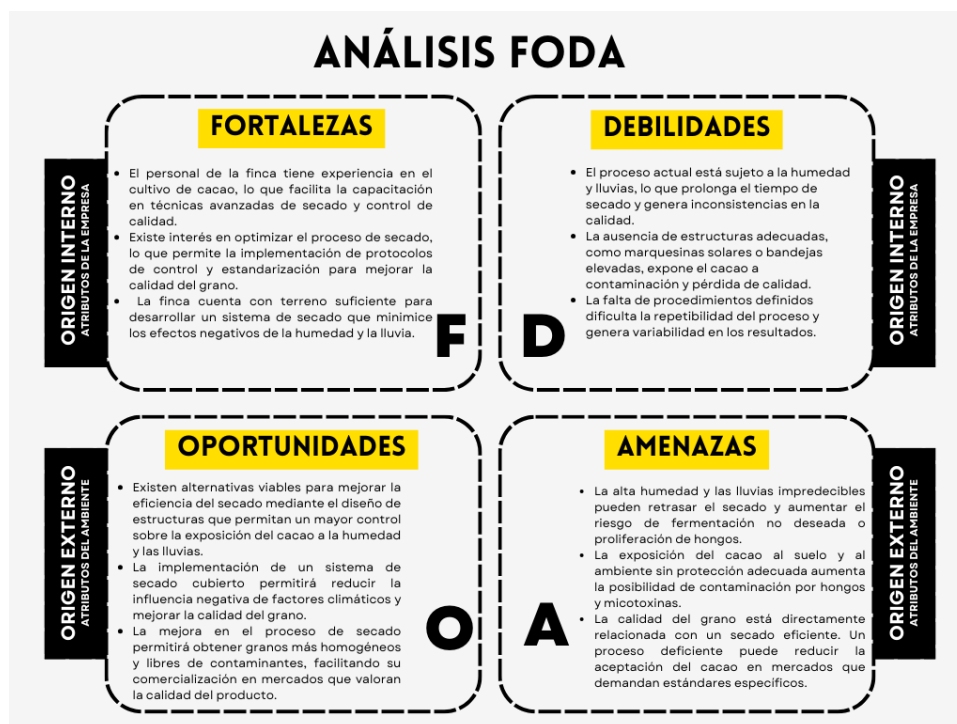 ANÁLISIS FODA
ORIGEN INTERNO
ATRIBUTOS DE LA EMPRESA
FORTALEZAS
• El personal de la finca tiene experiencia en el
cultivo de cacao, lo que facilita la capacitación
en técnicas avanzadas de secado y control de
calidad.
• Existe interés en optimizar el proceso de secado,
lo que permite la implementación de protocolos
de control y estandarización para mejorar la
calidad del grano.
• La finca cuenta con terreno suficiente para
desarrollar un sistema de secado que minimice
los efectos negativos de la humedad y la lluvia.
F
DEBILIDADES
• El proceso actual está sujeto a la humedad
y lluvias, lo que prolonga el tiempo de
secado y genera inconsistencias en la
calidad.
• La ausencia de estructuras adecuadas,
como marquesinas solares o bandejas
elevadas, expone el cacao a
contaminación y pérdida de calidad.
• La falta de procedimientos definidos
dificulta la repetibilidad del proceso y
genera variabilidad en los resultados.
D
ORIGEN INTERNO
ATRIBUTOS DE LA EMPRESA
ORIGEN EXTERNO
ATRIBUTOS DEL AMBIENTE
OPORTUNIDADES
• Existen alternativas viables para mejorar la
eficiencia del secado mediante el diseño de
estructuras que permitan un mayor control
sobre la exposición del cacao a la humedad
y las lluvias.
• La implementación de un sistema de
secado cubierto permitirá reducir la
influencia negativa de factores climáticos y
mejorar la calidad del grano.
• La mejora en el proceso de secado
permitirá obtener granos más homogéneos
y libres de contaminantes, facilitando su
comercialización en mercados que valoran
la calidad del producto.
O
AMENAZAS
• La alta humedad y las lluvias impredecibles
pueden retrasar el secado y aumentar el
riesgo de fermentación no deseada o
proliferación de hongos.
• La exposición del cacao al suelo y al
ambiente sin protección adecuada aumenta
la posibilidad de contaminación por hongos
y micotoxinas.
• La calidad del grano está directamente
relacionada con un secado eficiente. Un
proceso deficiente puede reducir la
aceptación del cacao en mercados que
demandan estándares específicos.
A
ORIGEN EXTERNO
ATRIBUTOS DEL AMBIENTE